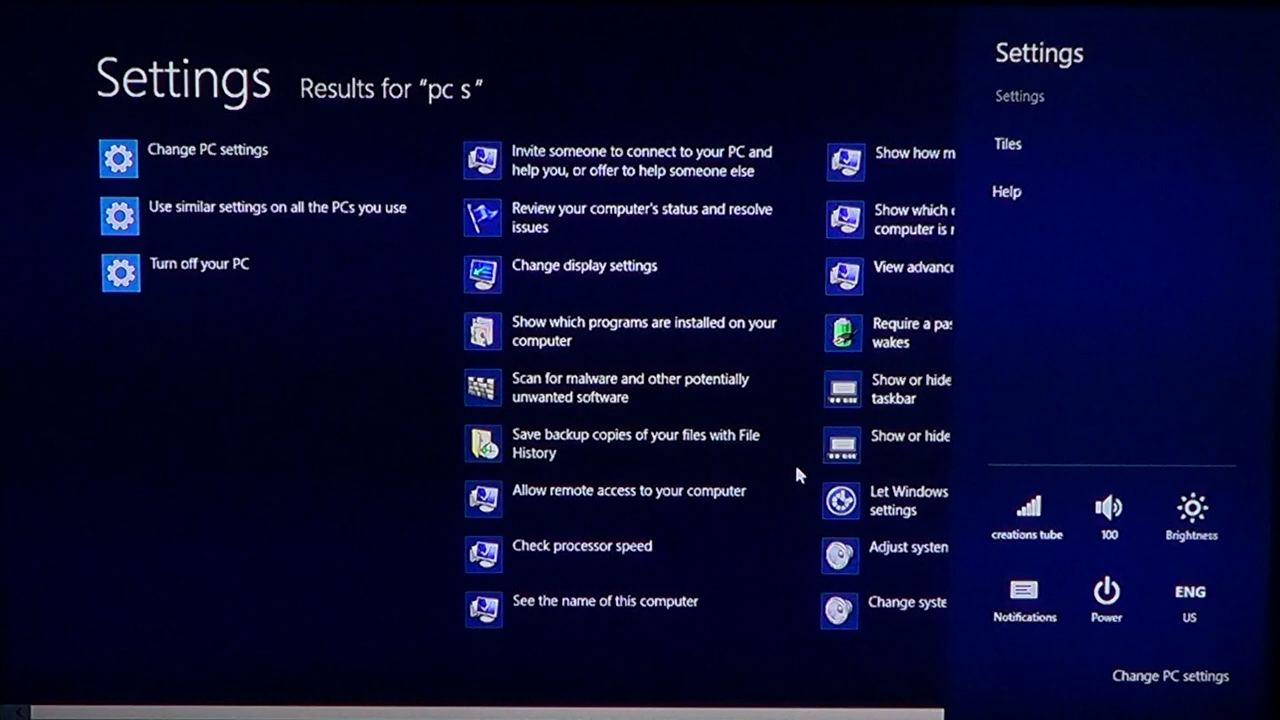 Settings
Results for "pc s"
Change PC settings
Use similar settings on all the PCs you use
Turn off your PC
Invite someone to connect to your PC and
help you, or offer to help someone else
Review your computer's status and resolve
issues
Change display settings
Show which programs are installed on your
computer
Scan for malware and other potentially
unwanted software
Save backup copies of your files with File
History
Allow remote access to your computer
Check processor speed
See the name of this computer
Show how
Show which
computer is
View
Require a
wakes
Show or hide
taskbar
Show or hide
Let Windows
settings
Adjust
Change
Settings
Settings
Tiles
Help
creations tube
100
Brightness
Notifications
Power
ENG
US
Change PC settings